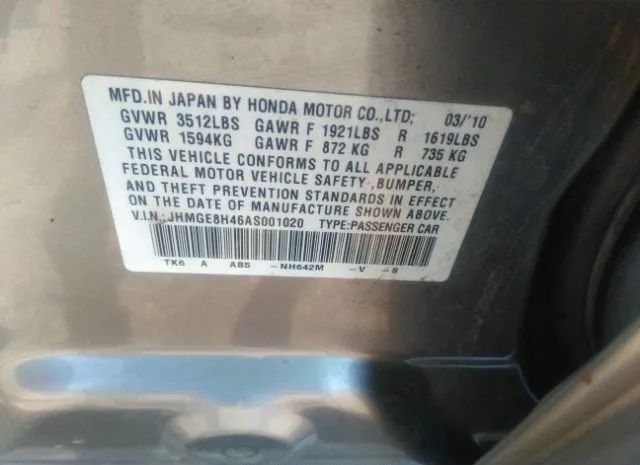 MFD.IN JAPAN BY HONDA MOTOR CO.,LTD; 03/'10
GVWR 3512LBS GAWR F 1921LBS R 1619LBS
GVWR 1594KG GAWR F 872 KG R 735 KG
THIS VEHICLE CONFORMS TO ALL APPLICABLE
FEDERAL MOTOR VEHICLE SAFETY ,BUMPER,
AND THEFT PREVENTION STANDARDS IN EFFECT
ON THE DATE OF MANUFACTURE SHOWN ABOVE.
V.I.N.: JHMGE8H46AS001020 TYPE:PASSENGER CAR
TK6 A AB5 -NH642M -V -S